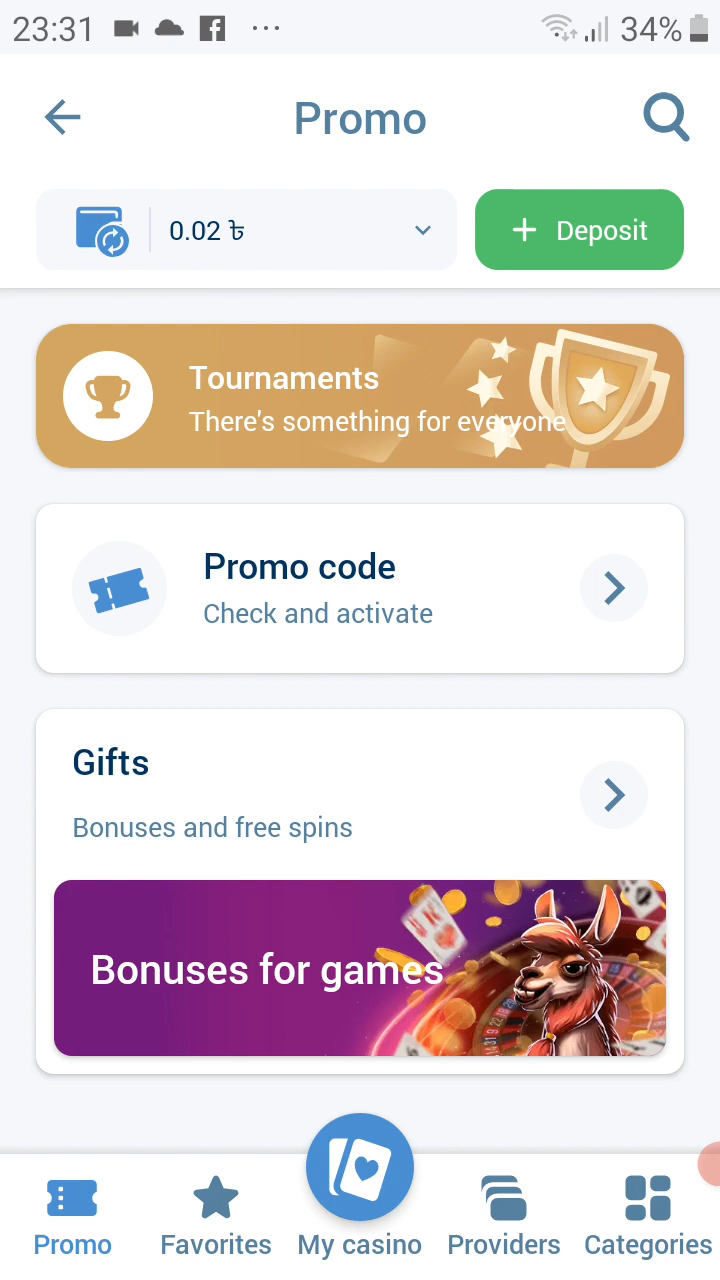 23:31
34%
Promo
0.02 ৳
+ Deposit
Tournaments
There's something for everyone
Promo code
Check and activate
Gifts
Bonuses and free spins
Bonuses for games
Promo
Favorites
My casino
Providers
Categories